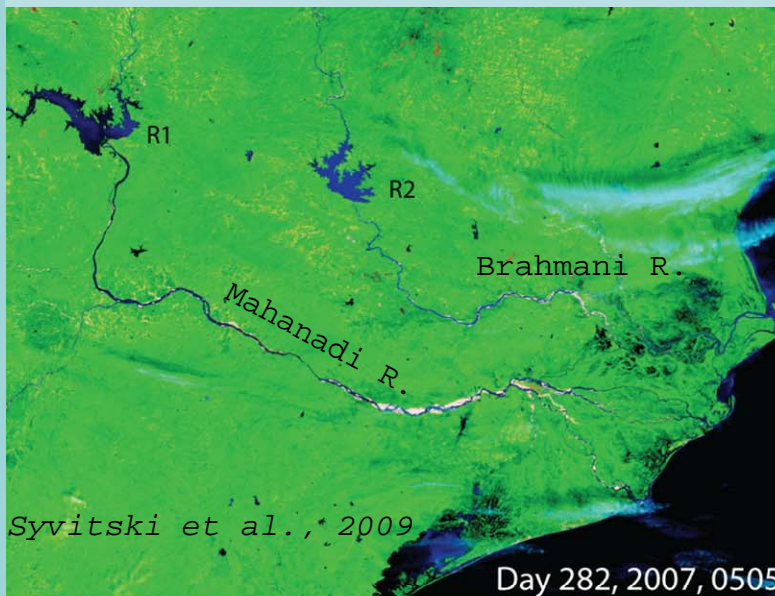 R1
R2
Brahmani R.
Mahanadi R.
Syvitski et al., 2009
Day 282, 2007, 0505